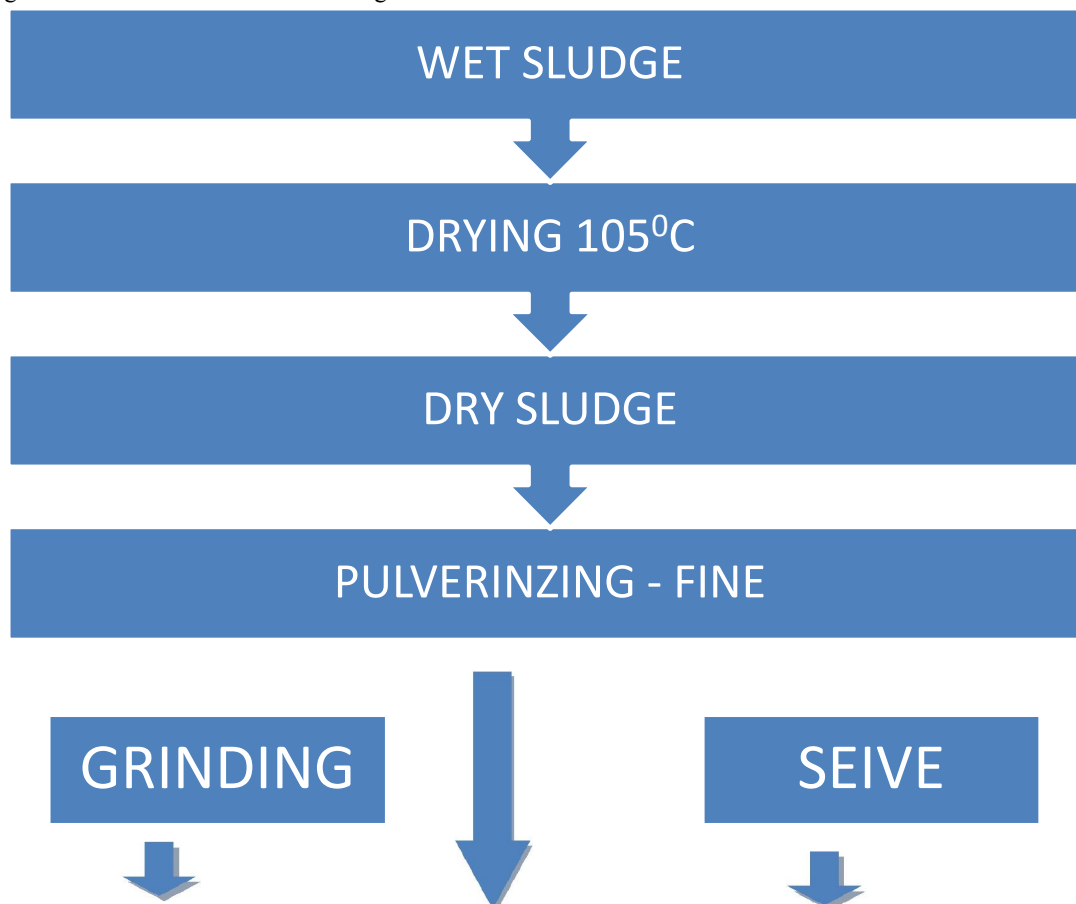 WET SLUDGE
DRYING 105⁰C
DRY SLUDGE
PULVERINZING - FINE
GRINDING
SEIVE